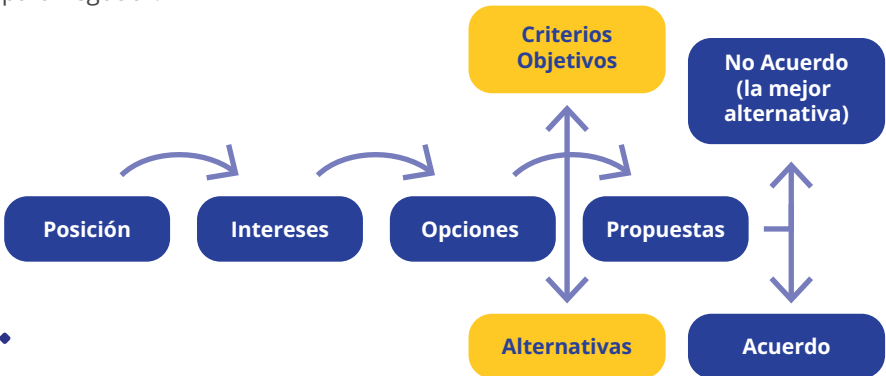 Criterios
Objetivos
No Acuerdo
(la mejor
alternativa)
Posición
Intereses
Opciones
Propuestas
Alternativas
Acuerdo